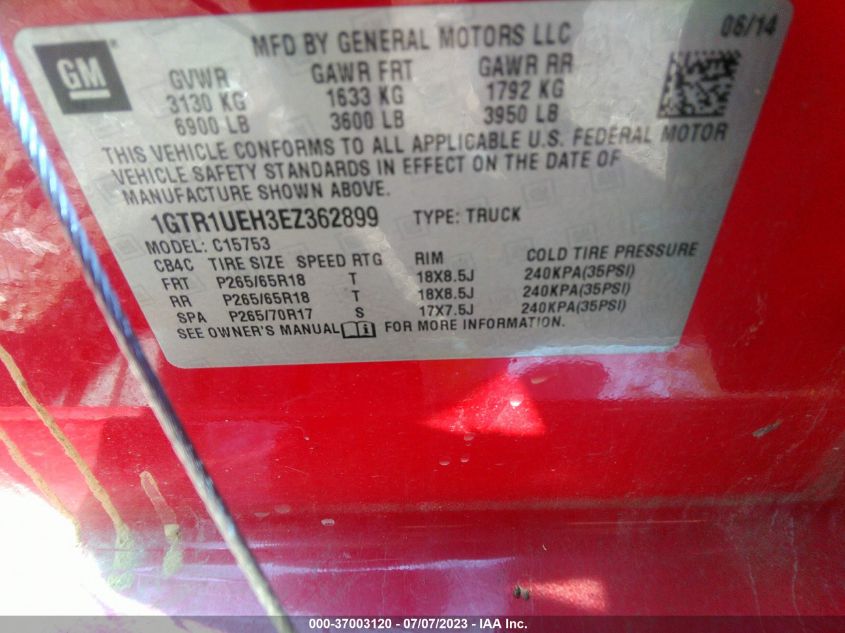 GM
MFD BY GENERAL MOTORS LLC
06/14
GVWR GAWR FRT GAWR RR
3130 KG 1633 KG 1792 KG
6900 LB 3600 LB 3950 LB
THIS VEHICLE CONFORMS TO ALL APPLICABLE U.S. FEDERAL MOTOR
VEHICLE SAFETY STANDARDS IN EFFECT ON THE DATE OF
MANUFACTURE SHOWN ABOVE.
1GTR1UEH3EZ362899 TYPE: TRUCK
MODEL: C15753
CB4C TIRE SIZE SPEED RTG RIM COLD TIRE PRESSURE
FRT P265/65R18 T 18X8.5J 240KPA(35PSI)
RR P265/65R18 T 18X8.5J 240KPA(35PSI)
SPA P265/70R17 S 17X7.5J 240KPA(35PSI)
SEE OWNER'S MANUAL FOR MORE INFORMATION.
000-37003120 - 07/07/2023 - IAA Inc.